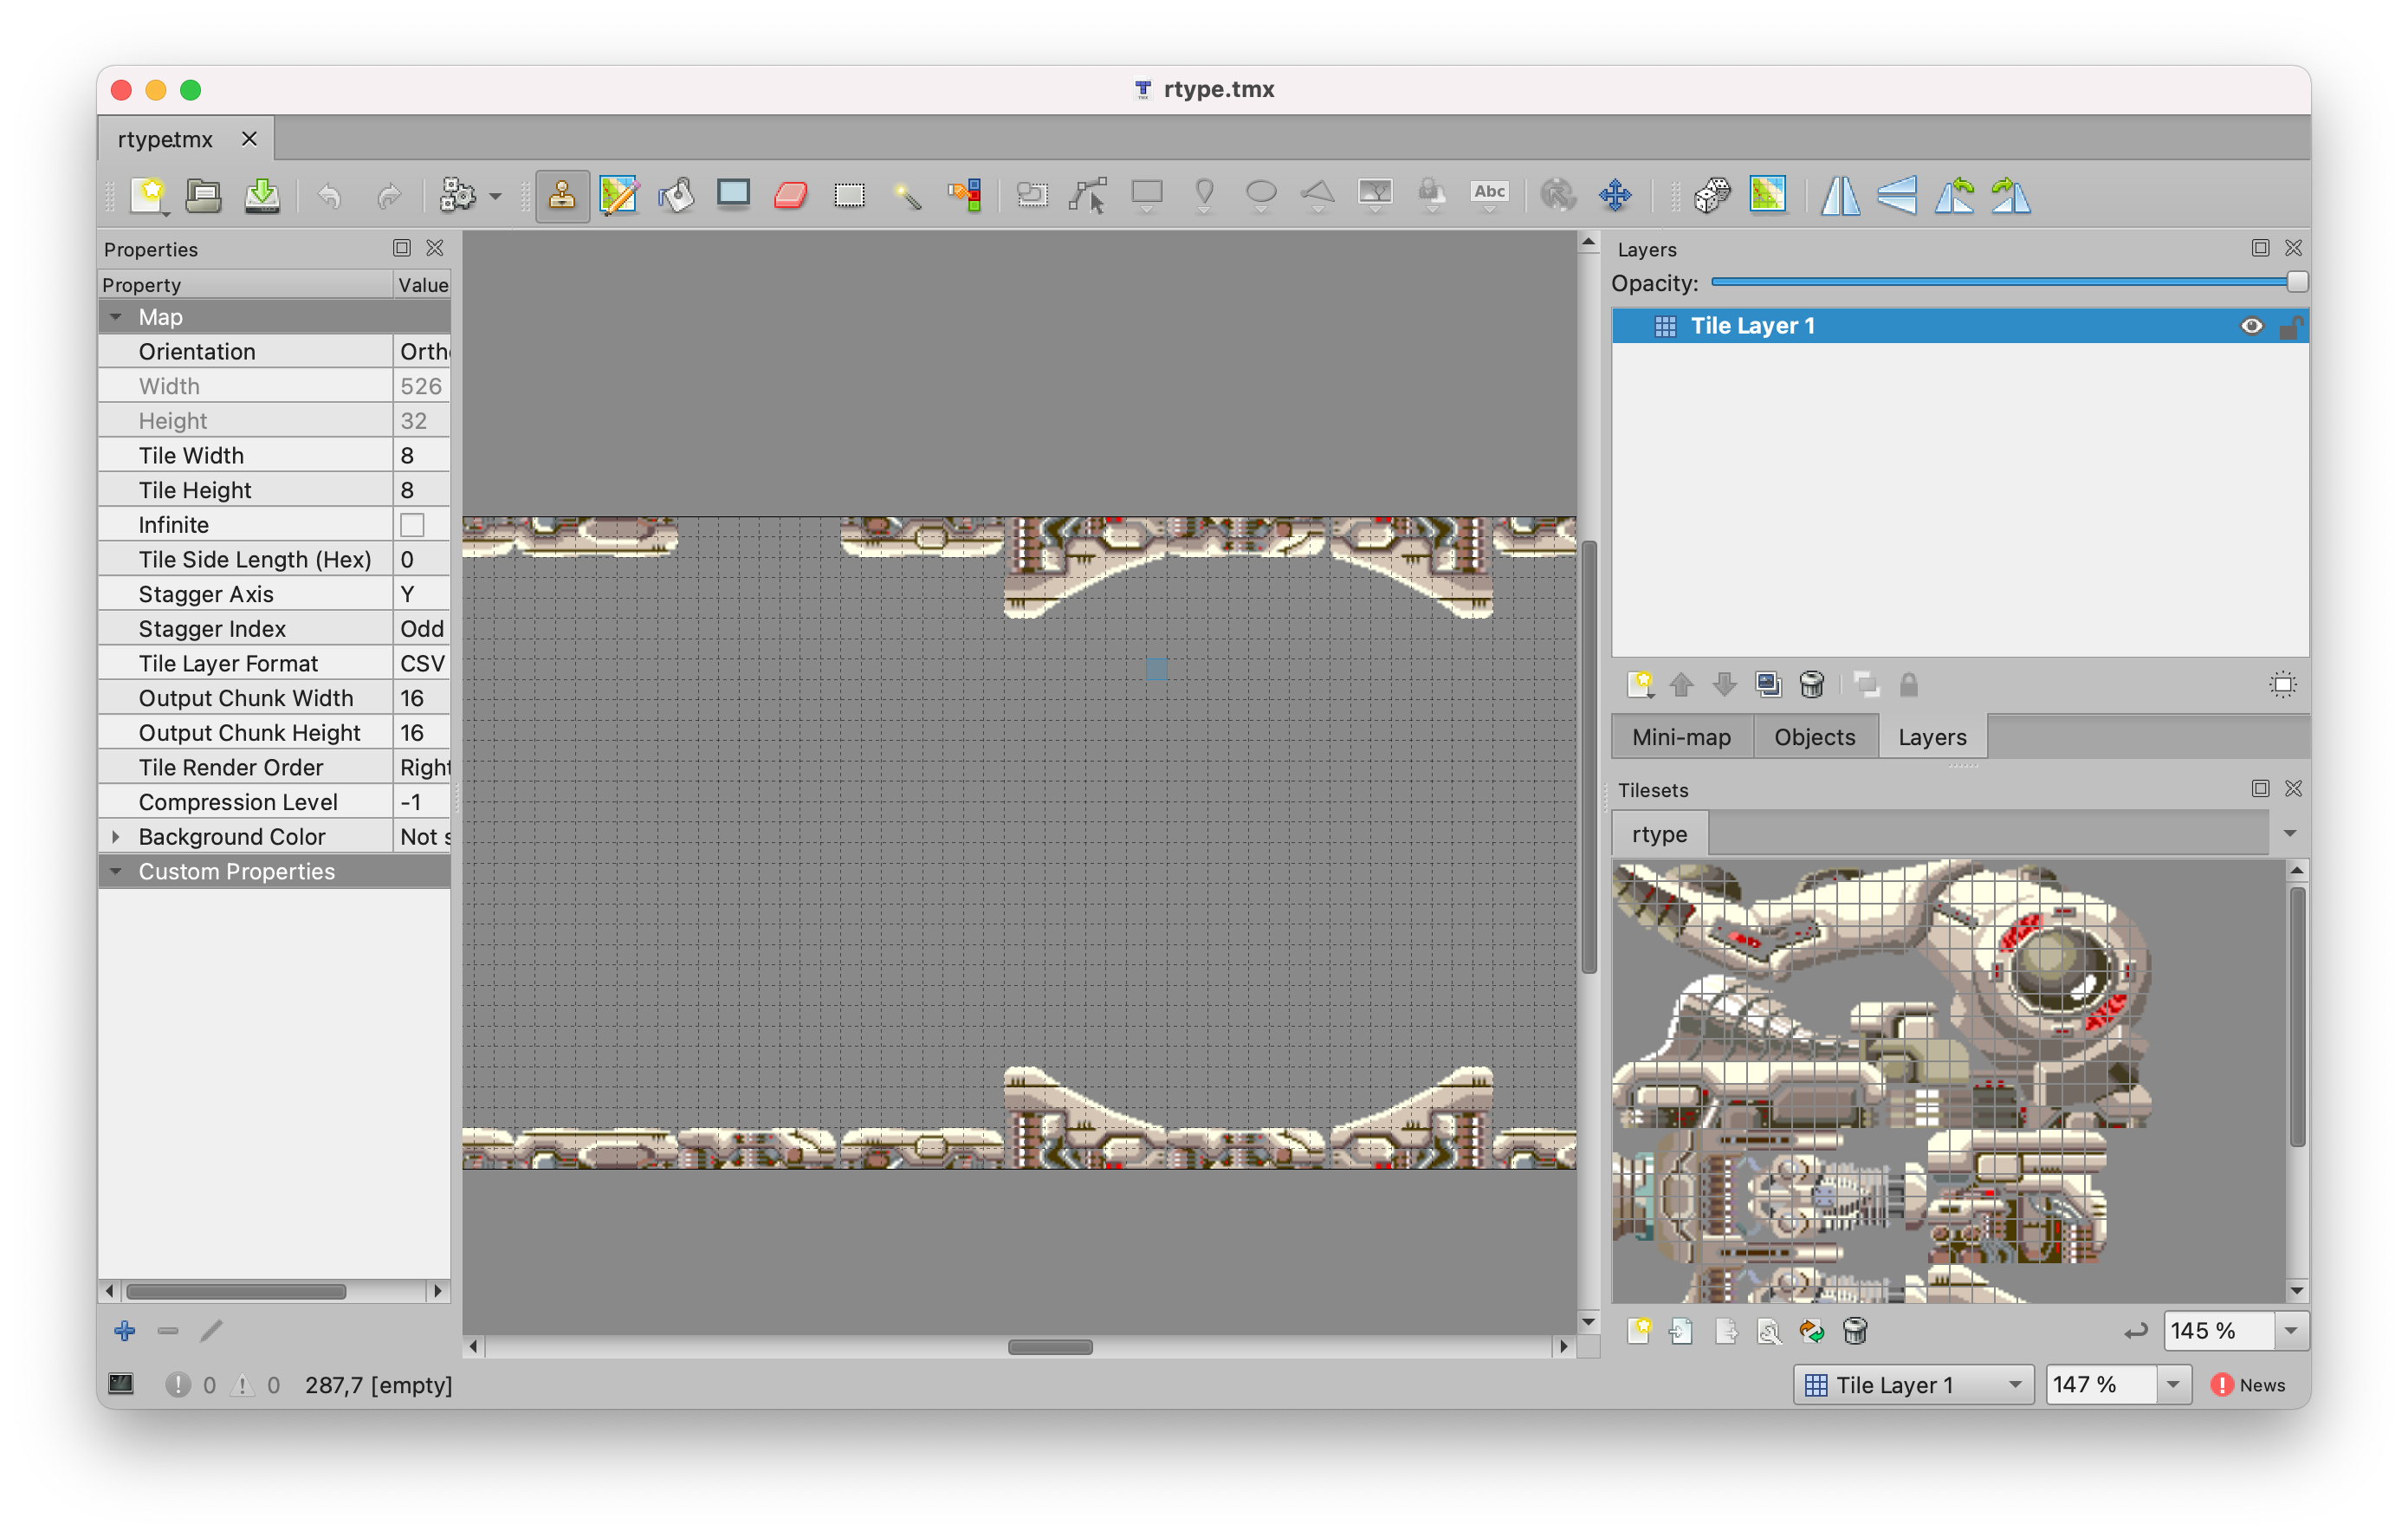 rtype.tmx
rtype.tmx
Abc
Properties
Property Value
Map
Orientation Orth
Width 526
Height 32
Tile Width 8
Tile Height 8
Infinite
Tile Side Length (Hex) 0
Stagger Axis Y
Stagger Index Odd
Tile Layer Format CSV
Output Chunk Width 16
Output Chunk Height 16
Tile Render Order Right
Compression Level -1
Background Color Not s
Custom Properties
Layers
Opacity:
Tile Layer 1
Mini-map Objects Layers
Tilesets
rtype
145 %
0 0 287,7 [empty]
Tile Layer 1 147 % News